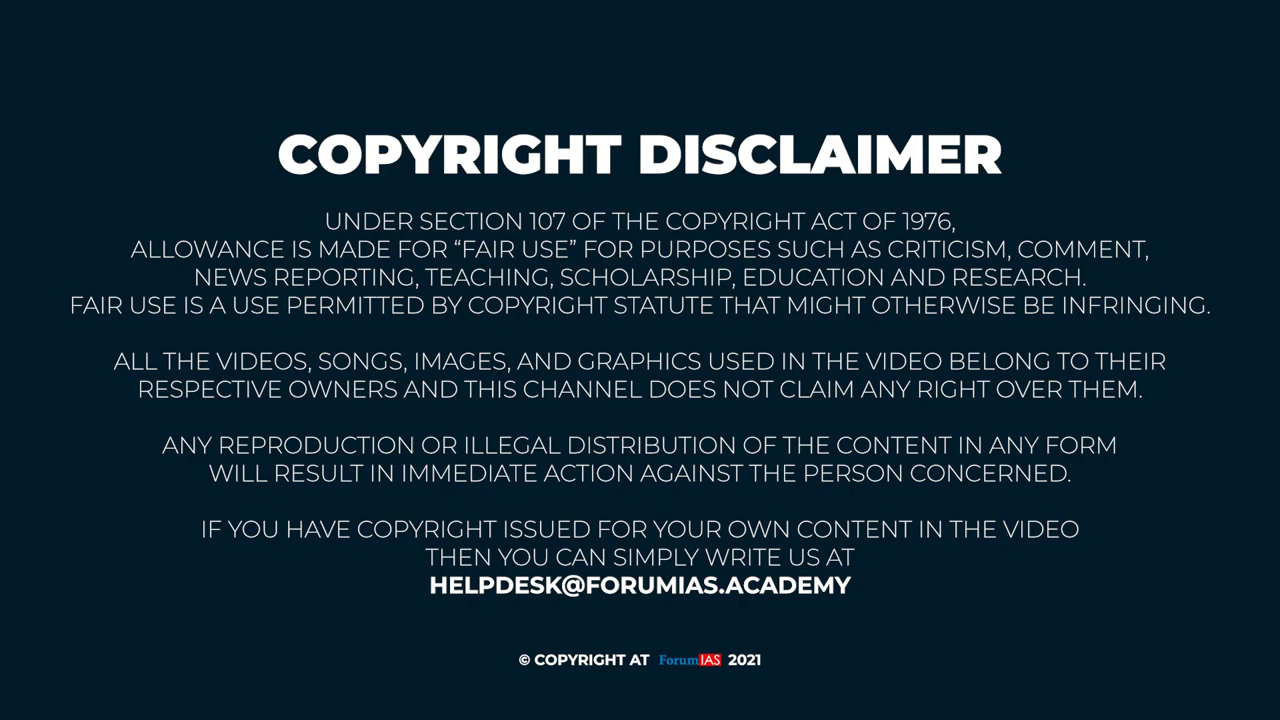 COPYRIGHT DISCLAIMER
UNDER SECTION 107 OF THE COPYRIGHT ACT OF 1976,
ALLOWANCE IS MADE FOR “FAIR USE” FOR PURPOSES SUCH AS CRITICISM, COMMENT,
NEWS REPORTING, TEACHING, SCHOLARSHIP, EDUCATION AND RESEARCH.
FAIR USE IS A USE PERMITTED BY COPYRIGHT STATUTE THAT MIGHT OTHERWISE BE INFRINGING.
ALL THE VIDEOS, SONGS, IMAGES, AND GRAPHICS USED IN THE VIDEO BELONG TO THEIR
RESPECTIVE OWNERS AND THIS CHANNEL DOES NOT CLAIM ANY RIGHT OVER THEM.
ANY REPRODUCTION OR ILLEGAL DISTRIBUTION OF THE CONTENT IN ANY FORM
WILL RESULT IN IMMEDIATE ACTION AGAINST THE PERSON CONCERNED.
IF YOU HAVE COPYRIGHT ISSUED FOR YOUR OWN CONTENT IN THE VIDEO
THEN YOU CAN SIMPLY WRITE US AT
HELPDESK@FORUMIAS.ACADEMY
© COPYRIGHT AT ForumIAS 2021